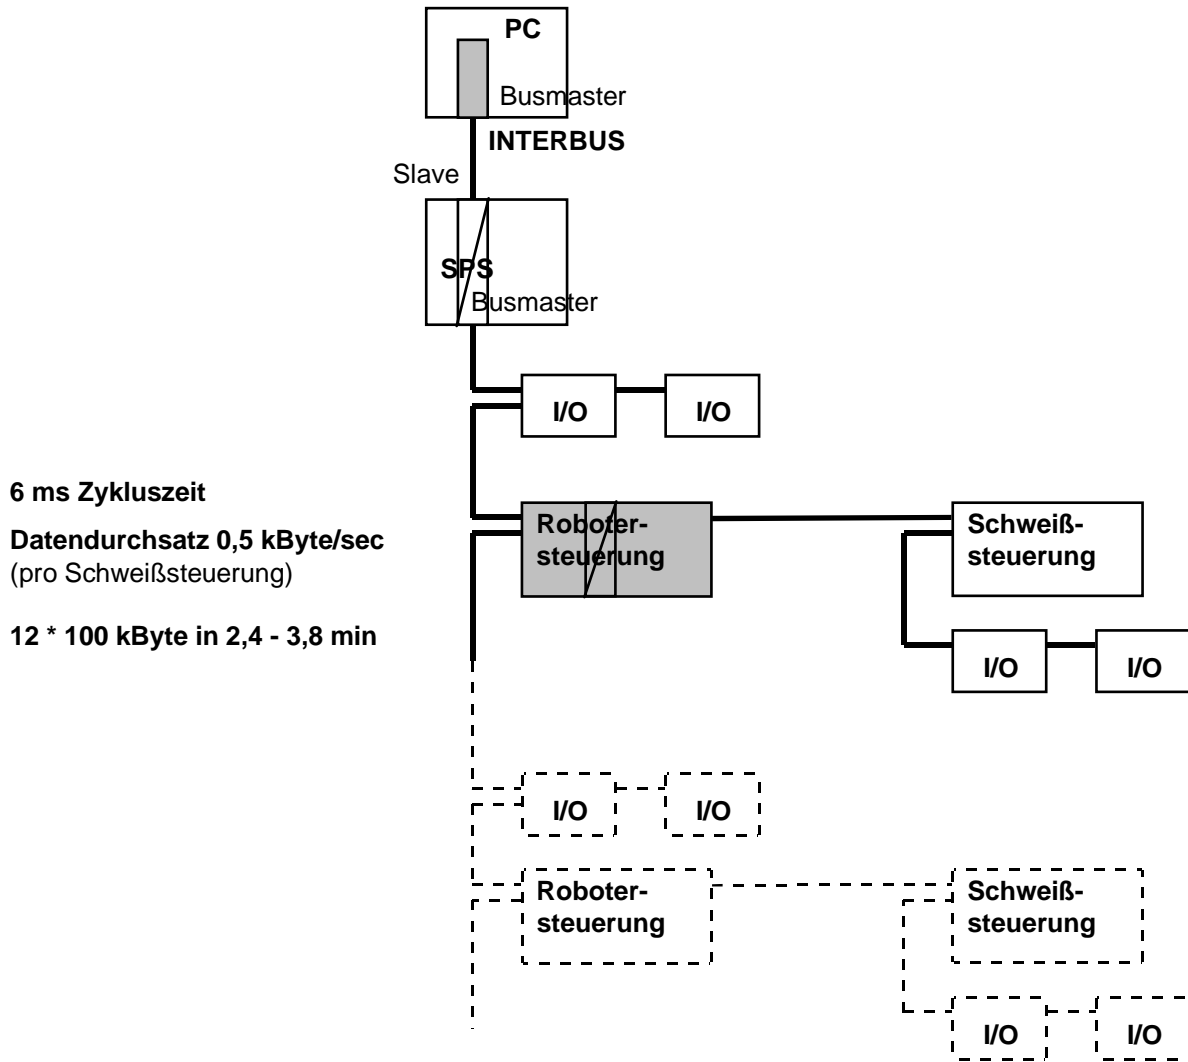 PC
Busmaster
INTERBUS
Slave
SPS
Busmaster
I/O
I/O
6 ms Zykluszeit
Datendurchsatz 0,5 kByte/sec
(pro Schweißsteuerung)
12 * 100 kByte in 2,4 - 3,8 min
Roboter-
steuerung
Schweiß-
steuerung
I/O
I/O
I/O
I/O
Roboter-
steuerung
Schweiß-
steuerung
I/O
I/O